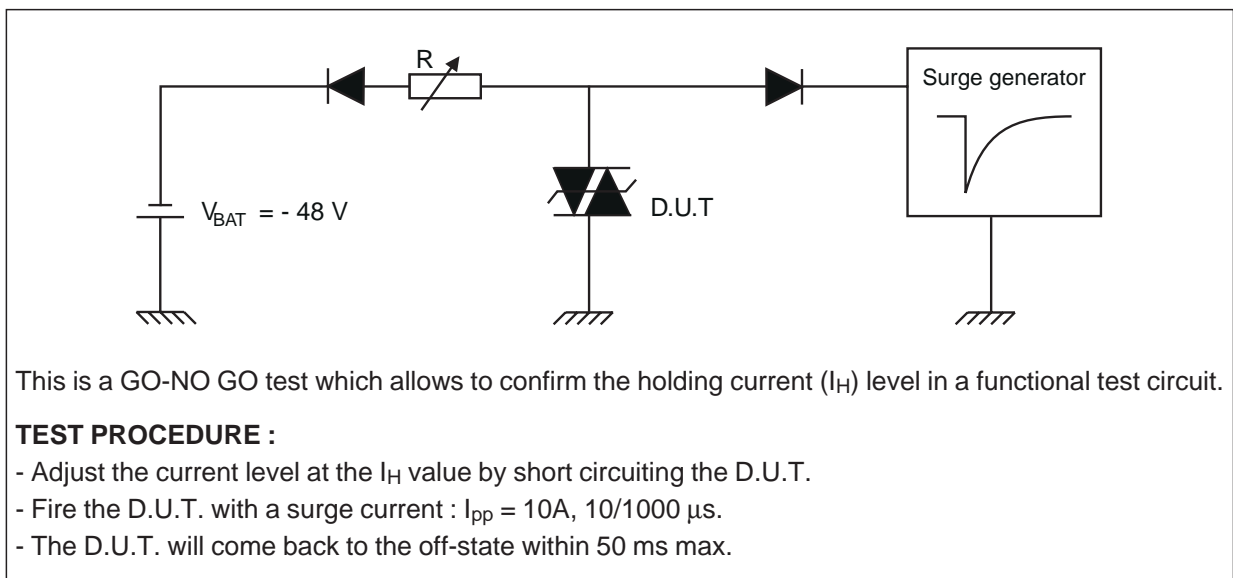 R
Surge generator
D.U.T
VBAT = - 48 V
This is a GO-NO GO test which allows to confirm the holding current (IH) level in a functional test circuit.
TEST PROCEDURE :
- Adjust the current level at the IH value by short circuiting the D.U.T.
- Fire the D.U.T. with a surge current : Ipp = 10A, 10/1000 µs.
- The D.U.T. will come back to the off-state within 50 ms max.